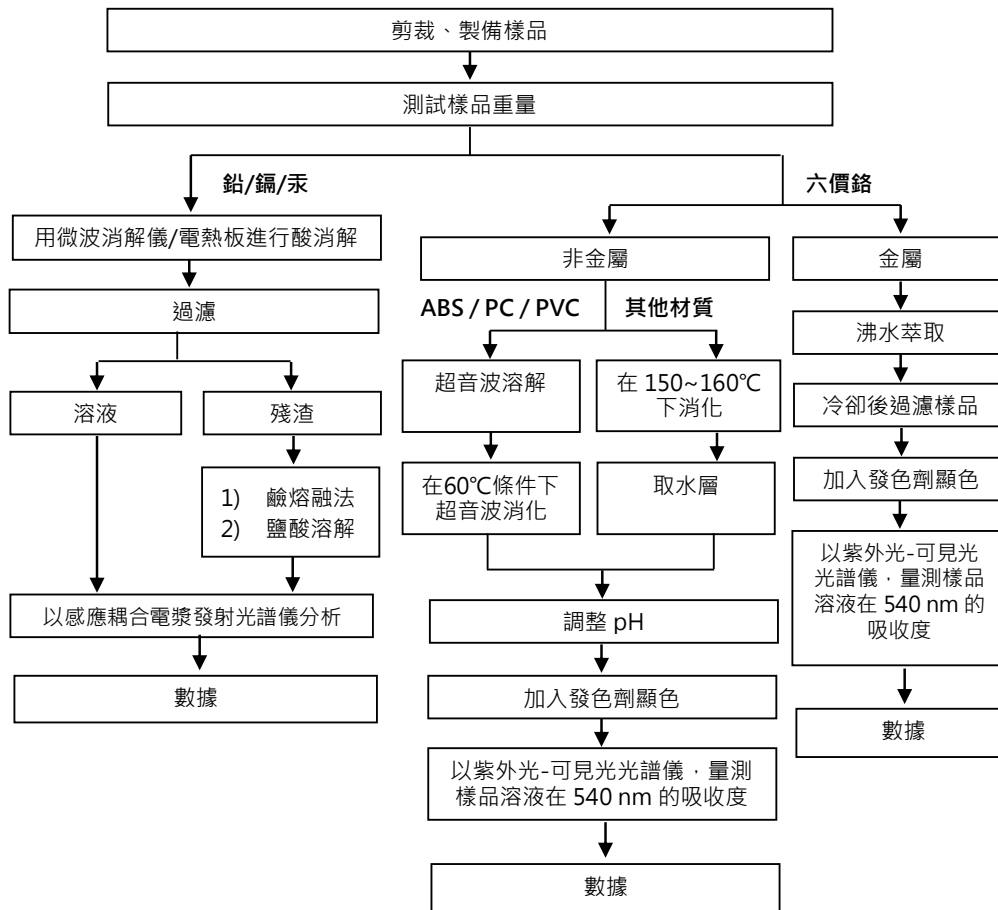 剪裁、製備樣品
測試樣品重量
鉛/鎘/汞
六價鉻
用微波消解儀/電熱板進行酸消解
過濾
溶液
殘渣
1) 鹼熔融法
2) 鹽酸溶解
以感應耦合電漿發射光譜儀分析
數據
非金屬
ABS / PC / PVC
其他材質
超音波溶解
在 150~160℃
下消化
在60℃條件下
超音波消化
取水層
調整 pH
加入發色劑顯色
以紫外光-可見光光譜儀，量測
樣品溶液在 540 nm 的吸收度
數據
金屬
沸水萃取
冷卻後過濾樣品
加入發色劑顯色
以紫外光-可見光
光譜儀，量測樣品
溶液在 540 nm 的
吸收度
數據